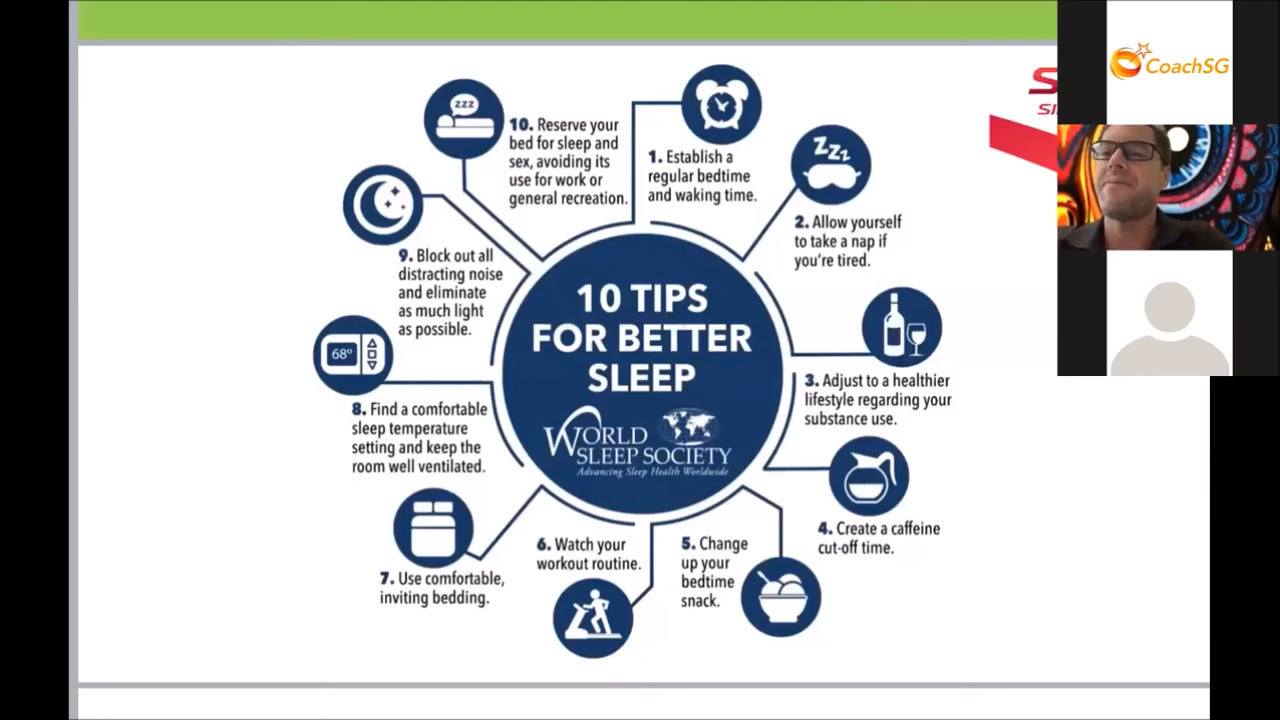 CoachSG
zzz
10. Reserve your
bed for sleep and
sex, avoiding its
use for work or
general recreation.
1. Establish a
regular bedtime
and waking time.
Zzz
2. Allow yourself
to take a nap if
you're tired.
9. Block out all
distracting noise
and eliminate
as much light
as possible.
10 TIPS
FOR BETTER
SLEEP
WORLD
SLEEP SOCIETY
Advancing Sleep Health Worldwide
3. Adjust to a healthier
lifestyle regarding your
substance use.
68°
8. Find a comfortable
sleep temperature
setting and keep the
room well ventilated.
4. Create a caffeine
cut-off time.
5. Change
up your
bedtime
snack.
6. Watch your
workout routine.
7. Use comfortable,
inviting bedding.